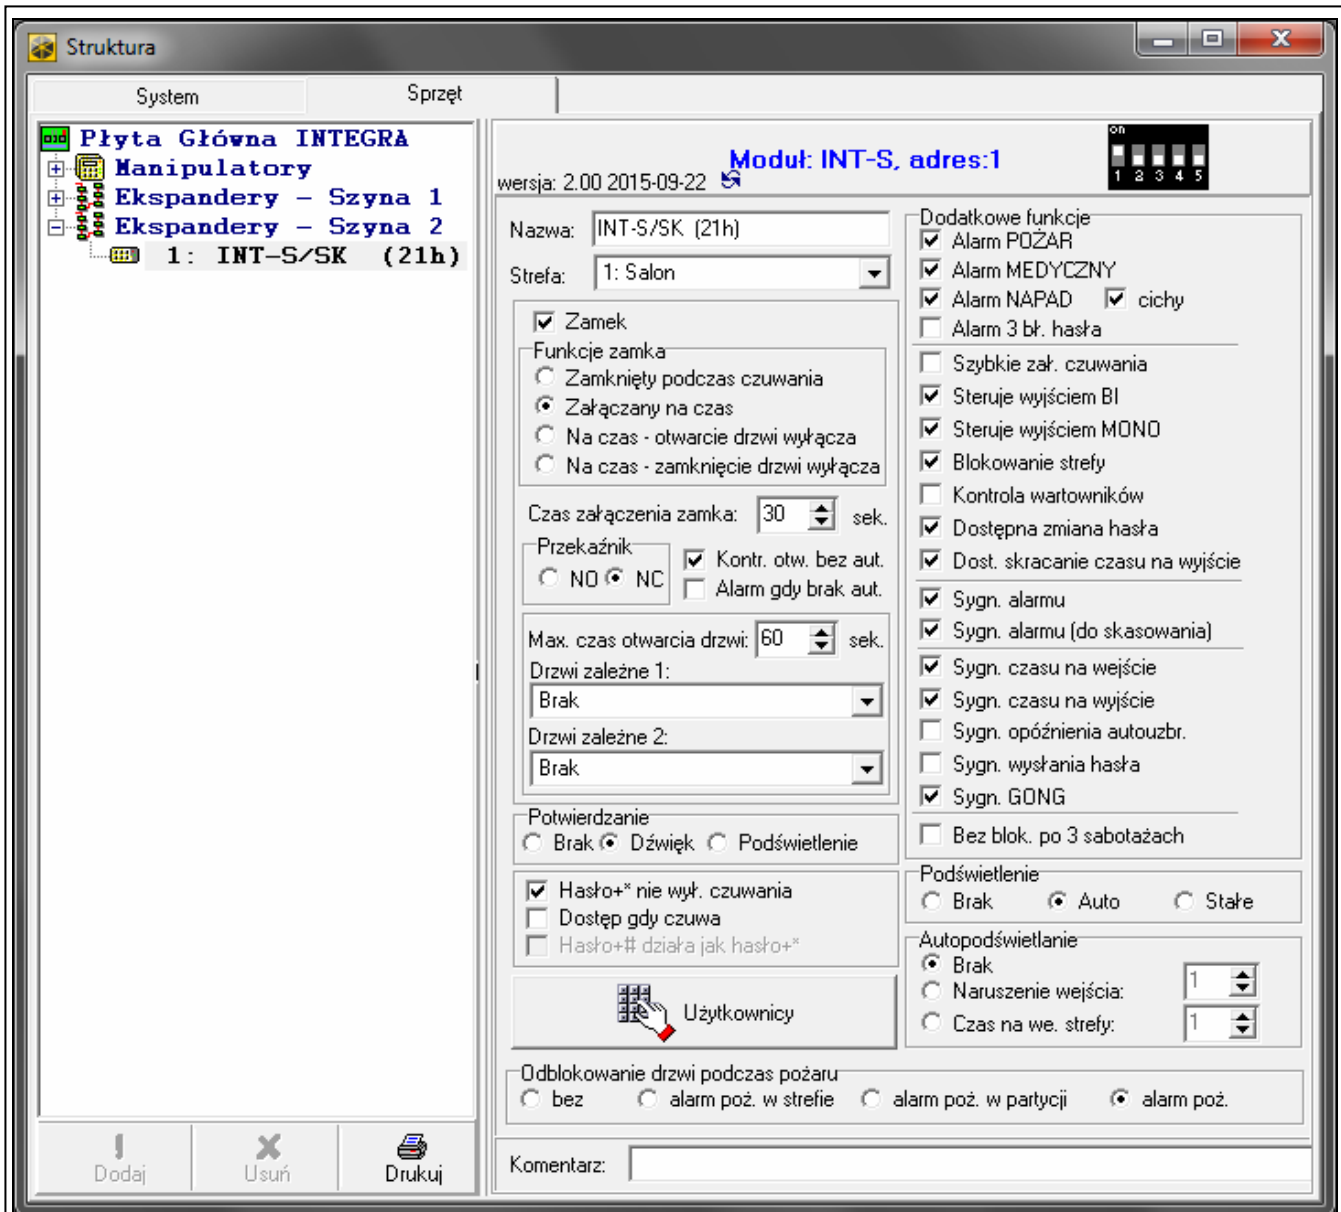 Struktura
System
Sprzęt
Płyta Główna INTEGRA
Manipulatory
Ekspandery - Szyna 1
Ekspandery - Szyna 2
1: INT-S/SK (21h)
Dodaj
Usuń
Drukuj
Moduł: INT-S, adres:1
wersja: 2.00 2015-09-22
on
1 2 3 4 5
Nazwa: INT-S/SK (21h)
Strefa: 1: Salon
Zamek
Funkcje zamka
Zamknięty podczas czuwania
Załączany na czas
Na czas - otwarcie drzwi wyłącza
Na czas - zamknięcie drzwi wyłącza
Czas załączenia zamka: 30 sek.
Przekaźnik
NO NC
Kontr. otw. bez aut.
Alarm gdy brak aut.
Max. czas otwarcia drzwi: 60 sek.
Drzwi zależne 1:
Brak
Drzwi zależne 2:
Brak
Potwierdzanie
Brak Dźwięk Podświetlenie
Hasło+* nie wył. czuwania
Dostęp gdy czuwa
Hasło+# działa jak hasło+*
Użytkownicy
Dodatkowe funkcje
Alarm POŻAR
Alarm MEDYCZNY
Alarm NAPAD cichy
Alarm 3 bł. hasła
Szybkie zał. czuwania
Steruje wyjściem BI
Steruje wyjściem MONO
Blokowanie strefy
Kontrola wartowników
Dostępna zmiana hasła
Dost. skracanie czasu na wyjście
Sygn. alarmu
Sygn. alarmu (do skasowania)
Sygn. czasu na wejście
Sygn. czasu na wyjście
Sygn. opóźnienia autouzbr.
Sygn. wysłania hasła
Sygn. GONG
Bez blok. po 3 sabotażach
Podświetlenie
Brak Auto Stałe
Autopodświetlanie
Brak
Naruszenie wejścia: 1
Czas na we. strefy: 1
Odblokowanie drzwi podczas pożaru
bez alarm poż. w strefie alarm poż. w partycji alarm poż.
Komentarz: